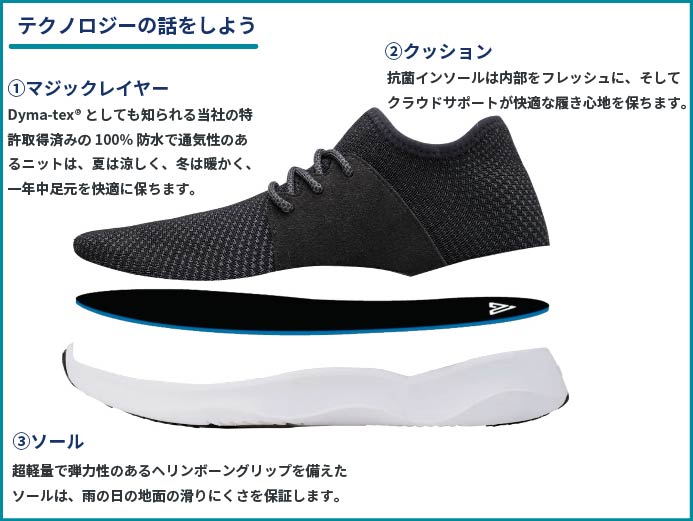 テクノロジーの話をしよう
①マジックレイヤー
Dyma-tex® としても知られる当社の特
許取得済みの 100% 防水で通気性のあ
るニットは、夏は涼しく、冬は暖かく、
一年中足元を快適に保ちます。
②クッション
抗菌インソールは内部をフレッシュに、そして
クラウドサポートが快適な履き心地を保ちます。
③ソール
超軽量で弾力性のあるヘリンボーングリップを備えた
ソールは、雨の日の地面の滑りにくさを保証します。